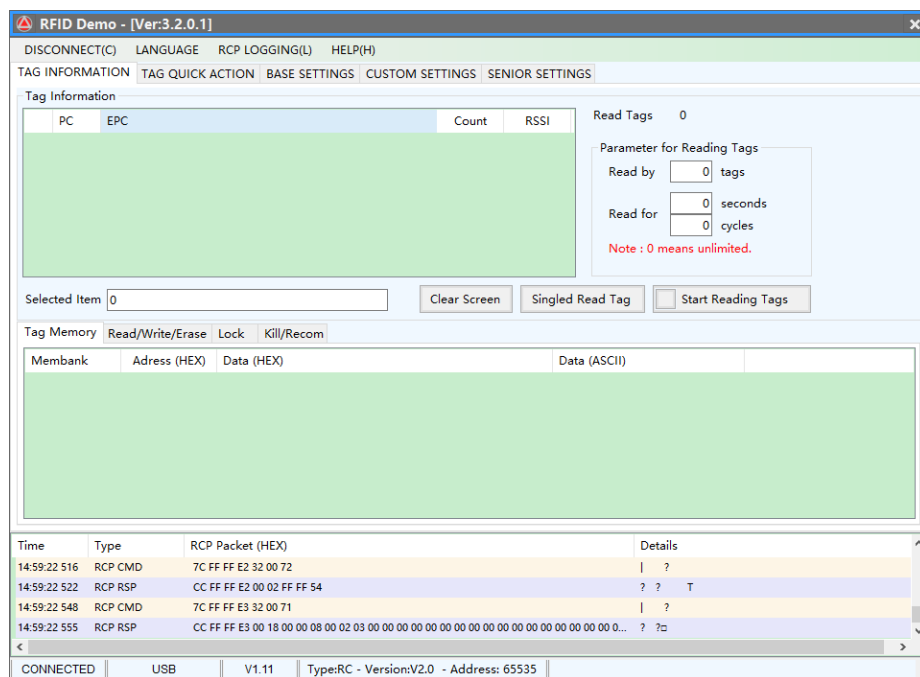 RFID Demo - [Ver:3.2.0.1]
DISCONNECT(C) LANGUAGE RCP LOGGING(L) HELP(H)
TAG INFORMATION TAG QUICK ACTION BASE SETTINGS CUSTOM SETTINGS SENIOR SETTINGS
Tag Information
PC EPC Count RSSI
Read Tags 0
Parameter for Reading Tags
Read by 0 tags
Read for 0 seconds
0 cycles
Note : 0 means unlimited.
Selected Item 0 Clear Screen Singled Read Tag Start Reading Tags
Tag Memory Read/Write/Erase Lock Kill/Recom
Membank Adress (HEX) Data (HEX) Data (ASCII)
Time Type RCP Packet (HEX) Details
14:59:22 516 RCP CMD 7C FF FF E2 32 00 72 | ?
14:59:22 522 RCP RSP CC FF FF E2 00 02 FF FF 54 ? ? T
14:59:22 548 RCP CMD 7C FF FF E3 32 00 71 | ?
14:59:22 555 RCP RSP CC FF FF E3 00 18 00 00 08 00 02 03 00 00 00 00 00 00 00 00 00 00 00 00 00 00 00 00 00 0... ? ?□
CONNECTED USB V1.11 Type:RC - Version:V2.0 - Address: 65535